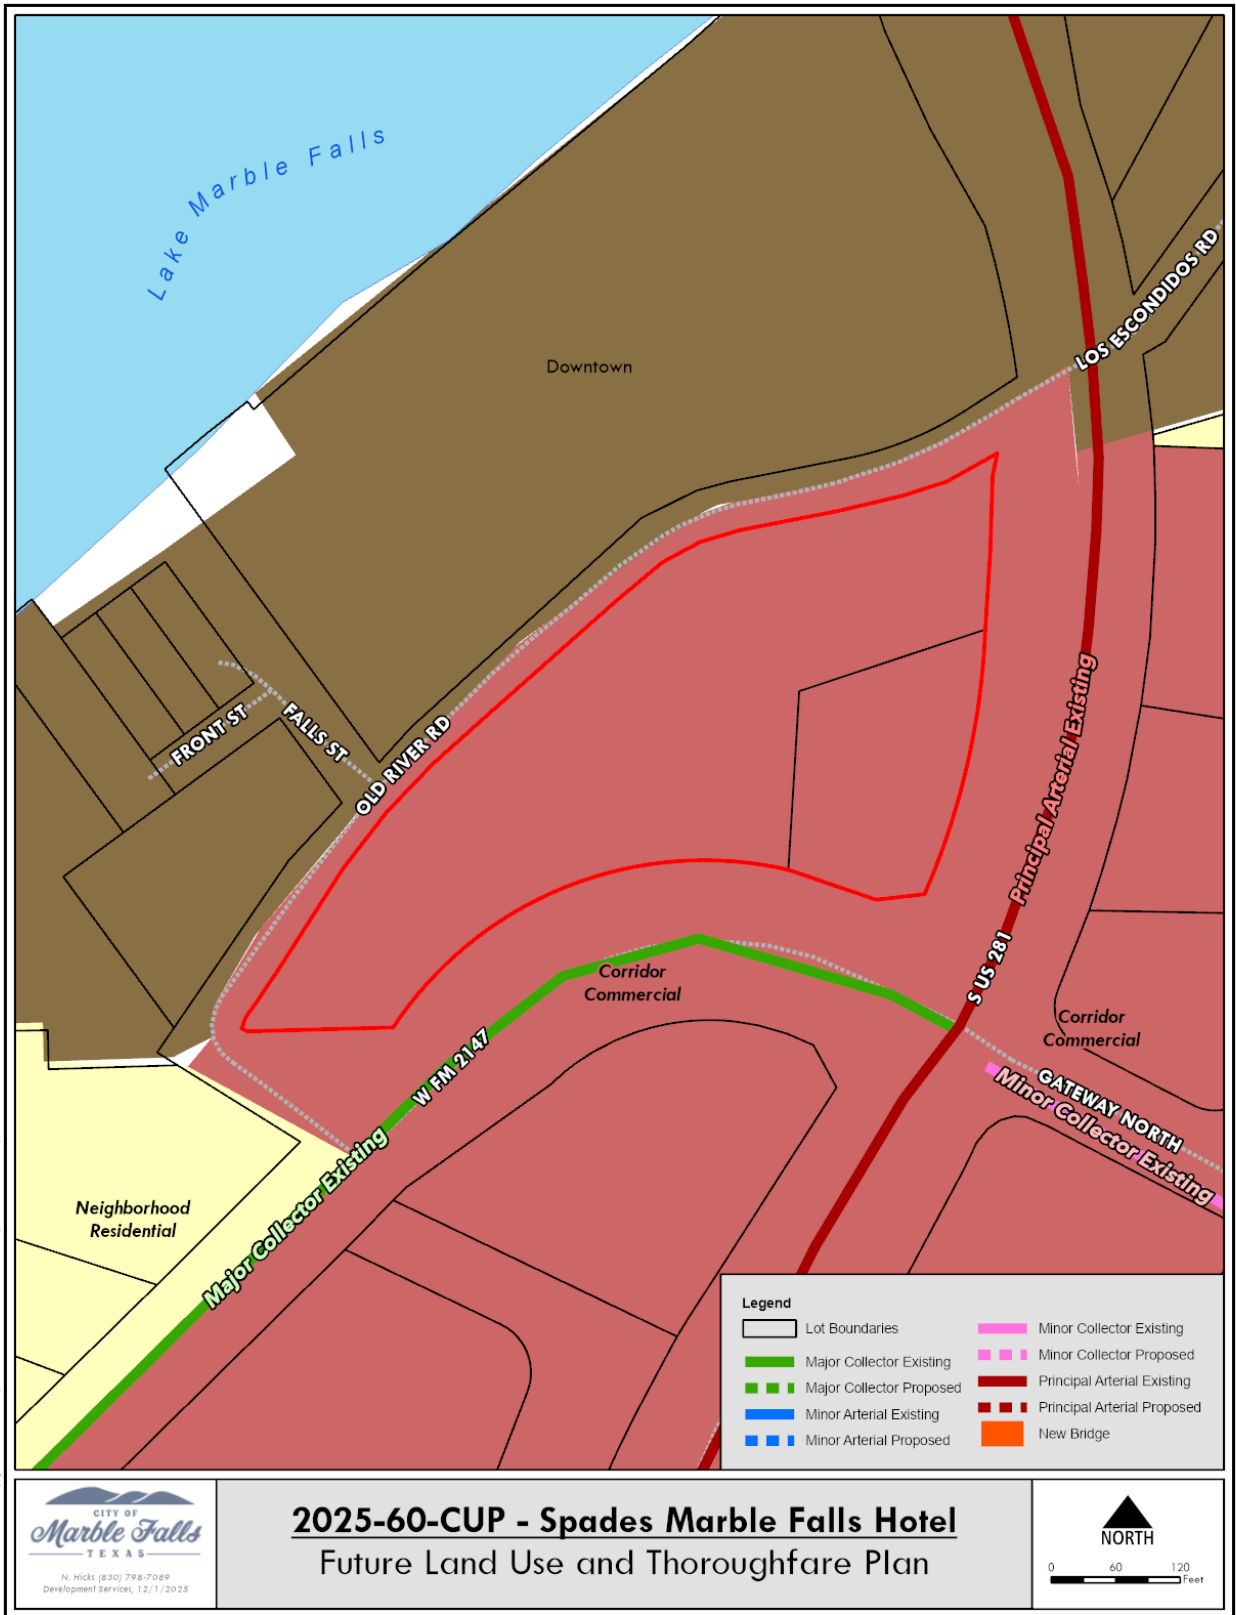 Lake Marble Falls
LOS ESCONDIDOS RD
Downtown
FRONT ST
FALLS ST
OLD RIVER RD
Principal Arterial Existing
S US 281
Corridor
Commercial
Corridor
Commercial
W FM 2147
GATEWAY NORTH
Minor Collector Existing
Major Collector Existing
Neighborhood
Residential
Legend
Lot Boundaries
Major Collector Existing
Major Collector Proposed
Minor Arterial Existing
Minor Arterial Proposed
Minor Collector Existing
Minor Collector Proposed
Principal Arterial Existing
Principal Arterial Proposed
New Bridge
CITY OF
Marble Falls
TEXAS
N. Hicks (830) 798-7089
Development Services, 12/1/2025
2025-60-CUP - Spades Marble Falls Hotel
Future Land Use and Thoroughfare Plan
NORTH
0 60 120
Feet